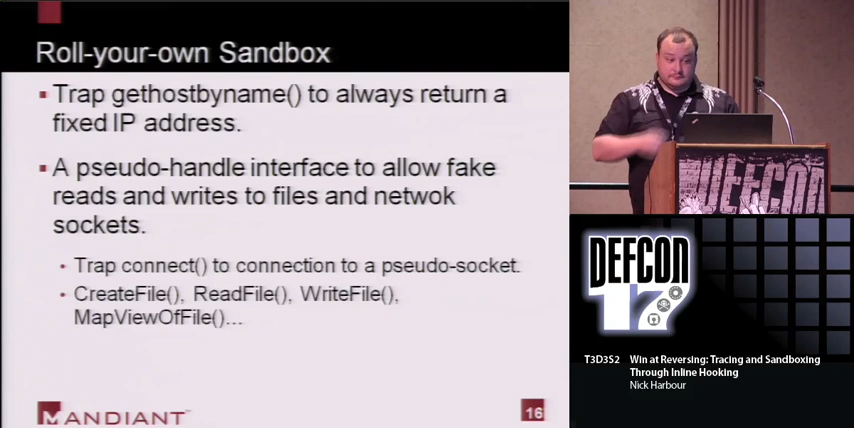 Roll-your-own Sandbox
▪ Trap gethostbyname() to always return a
fixed IP address.
▪ A pseudo-handle interface to allow fake
reads and writes to files and netwok
sockets.
• Trap connect() to connection to a pseudo-socket.
• CreateFile(), ReadFile(), WriteFile(),
MapViewOfFile()...
MANDIANT
16
DEFCON
DEFCON
17
T3D3S2 Win at Reversing: Tracing and Sandboxing
Through Inline Hooking
Nick Harbour